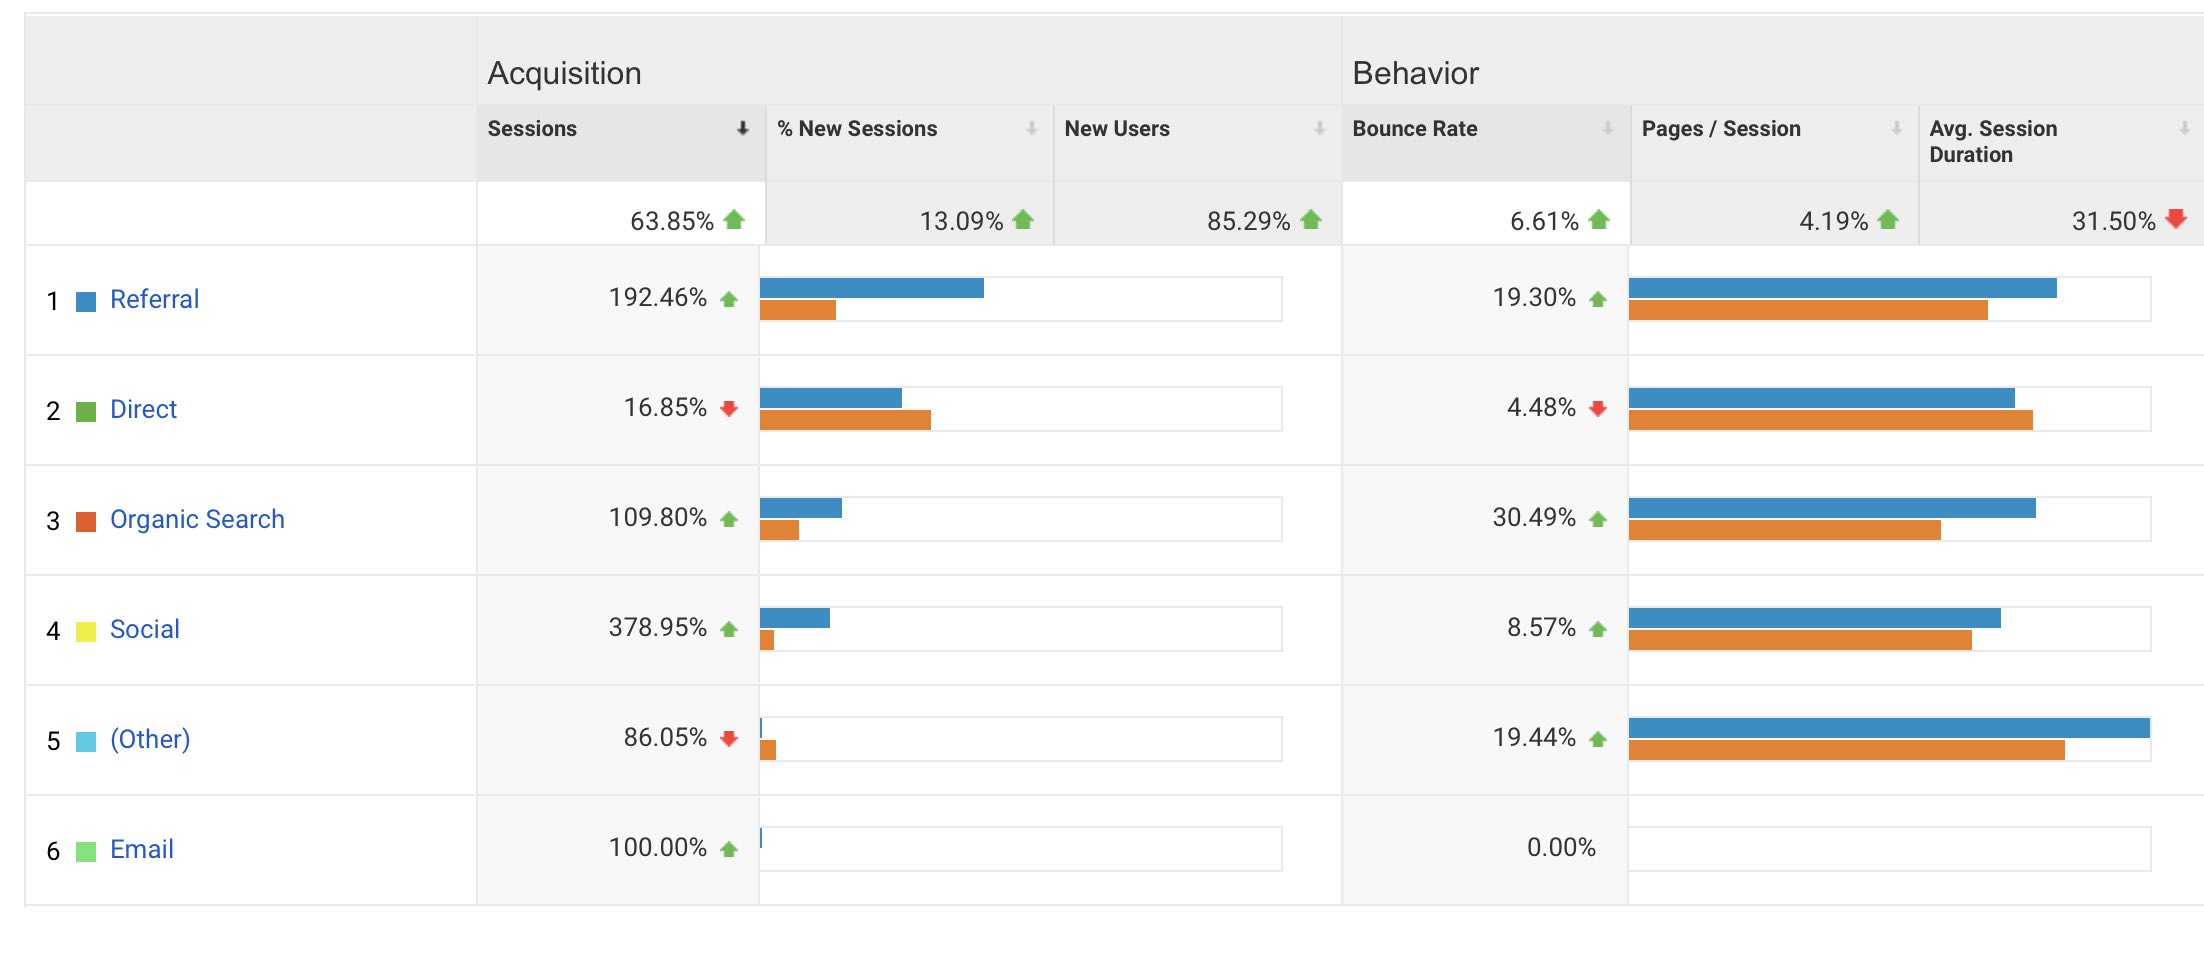 Acquisition Behavior
Sessions % New Sessions New Users Bounce Rate Pages / Session Avg. Session
Duration
63.85% 13.09% 85.29% 6.61% 4.19% 31.50%
1 Referral 192.46% 19.30%
2 Direct 16.85% 4.48%
3 Organic Search 109.80% 30.49%
4 Social 378.95% 8.57%
5 (Other) 86.05% 19.44%
6 Email 100.00% 0.00%